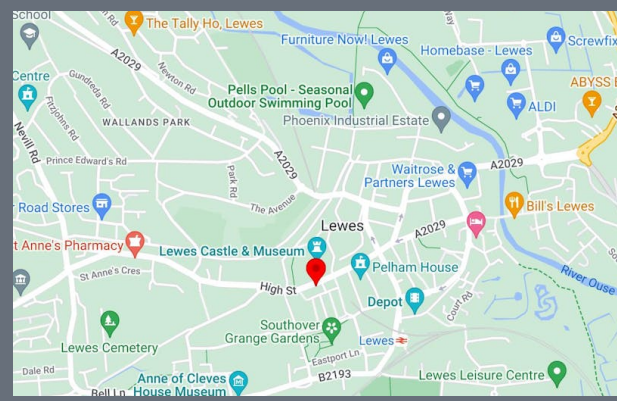 School
The Tally Ho, Lewes
A2029
Furniture Now! Lewes
Way
Homebase - Lewes
Screwfix
Centre
Gundreda Rd
Newton Rd
Pells Pool - Seasonal
Outdoor Swimming Pool
ABYSS
ALDI
Fitzjohns Rd
WALLANDS PARK
Phoenix Industrial Estate
Nevill Rd
Prince Edward's Rd
Park Rd
A2029
Waitrose &
Partners Lewes
A2029
Road Stores
The Avenue
Bill's Lewes
Lewes
A2029
t Anne's Pharmacy
Lewes Castle & Museum
Pelham House
St Anne's Cres
High St
River Ouse
Depot
Court Rd
Southover
Grange Gardens
Lewes Cemetery
Lewes
Eastport Ln
Dale Rd
Anne of Cleves
House Museum
B2193
Lewes Leisure Centre
Bell Ln